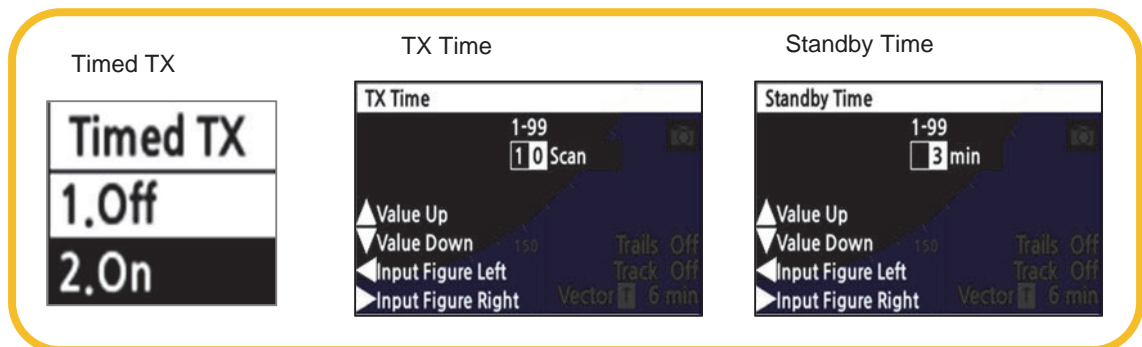 Timed TX
Timed TX
1.Off
2.On
TX Time
TX Time
1-99
10 Scan
Value Up
Value Down
150
Trails Off
Input Figure Left
Track Off
Input Figure Right
Vector T 6 min
Standby Time
Standby Time
1-99
3 min
Value Up
Value Down
150
Trails Off
Input Figure Left
Track Off
Input Figure Right
Vector T 6 min